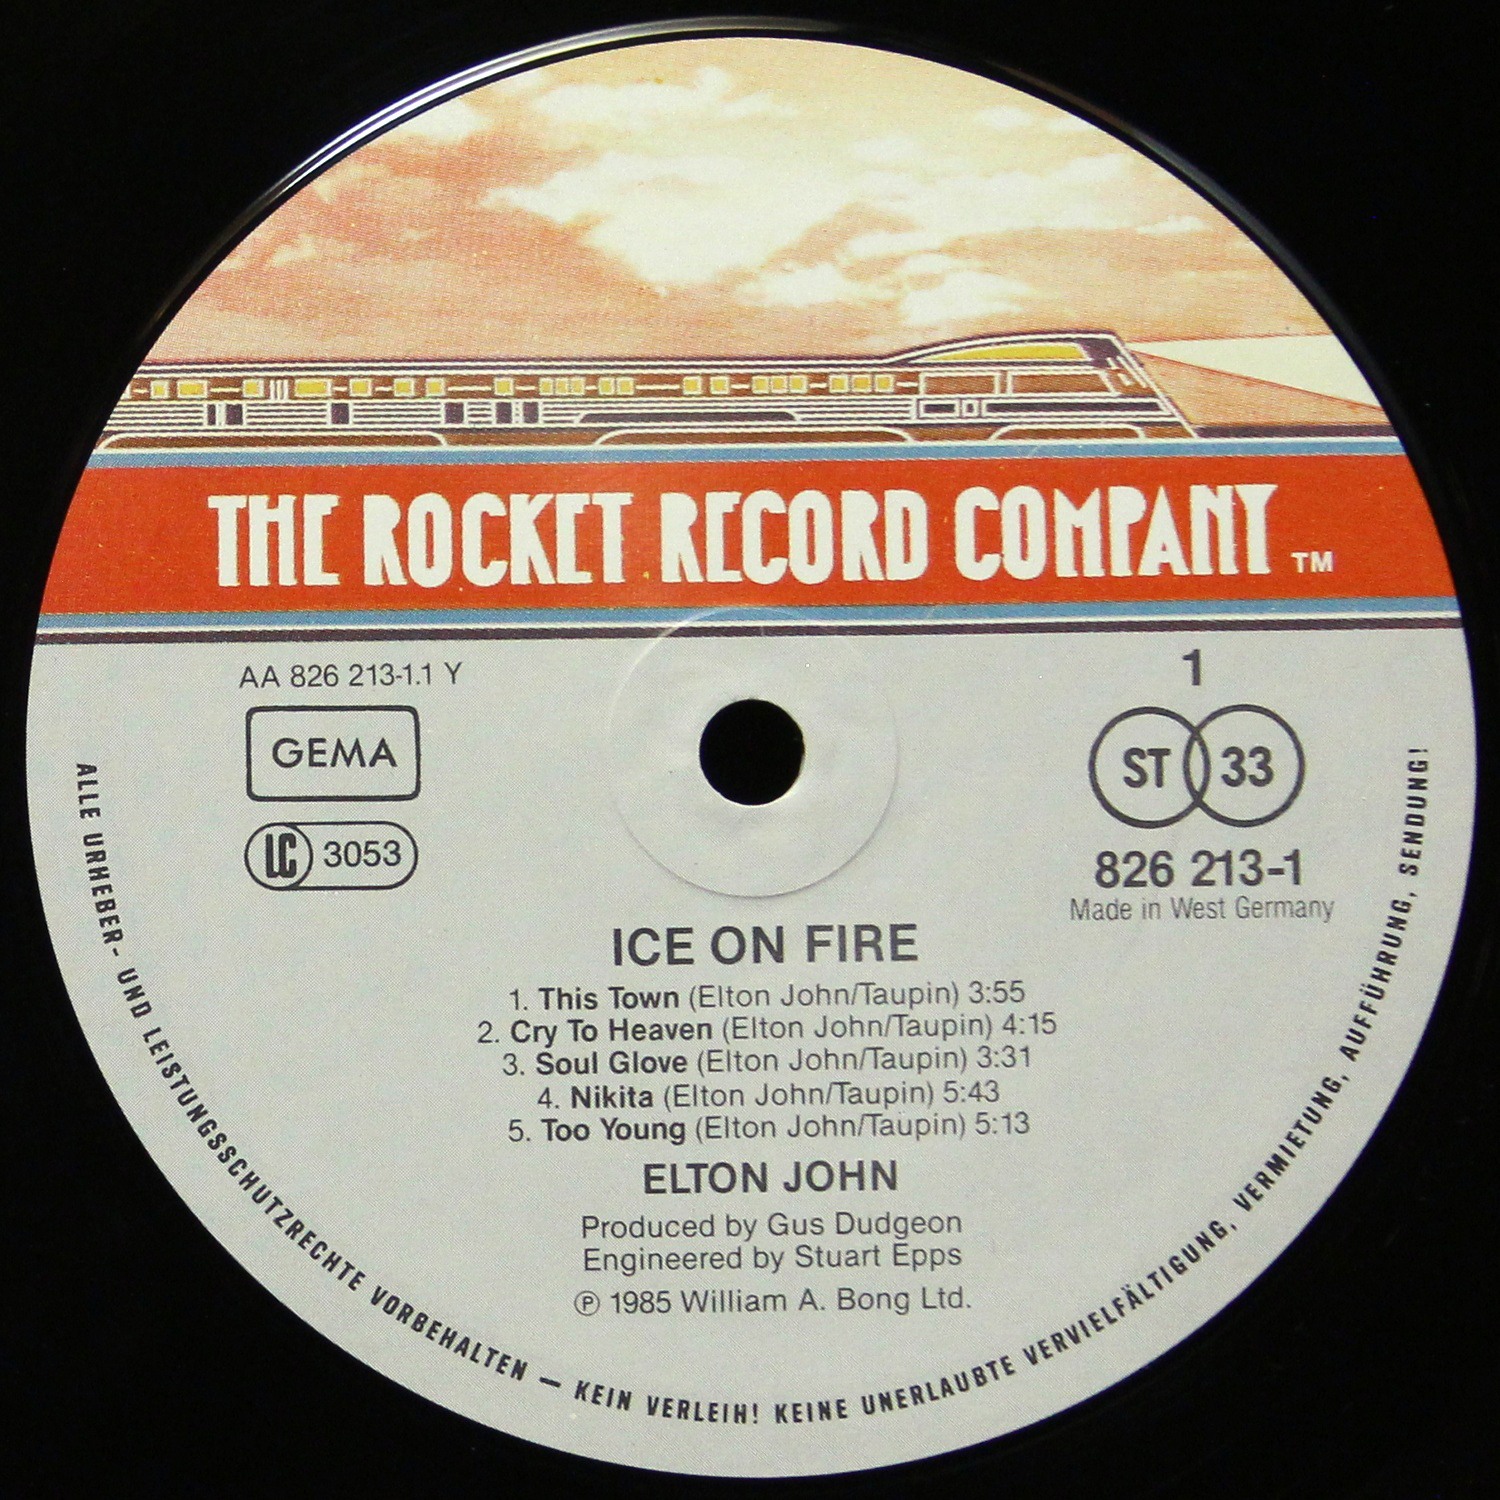 THE ROCKET RECORD COMPANY TM
AA 826 213-1.1 Y
GEMA
LC 3053
1
ST 33
826 213-1
Made in West Germany
ICE ON FIRE
1. This Town (Elton John/Taupin) 3:55
2. Cry To Heaven (Elton John/Taupin) 4:15
3. Soul Glove (Elton John/Taupin) 3:31
4. Nikita (Elton John/Taupin) 5:43
5. Too Young (Elton John/Taupin) 5:13
ELTON JOHN
Produced by Gus Dudgeon
Engineered by Stuart Epps
℗ 1985 William A. Bong Ltd.
ALLE URHEBER- UND LEISTUNGSSCHUTZRECHTE VORBEHALTEN — KEIN VERLEIH! KEINE UNERLAUBTE VERVIELFÄLTIGUNG, VERMIETUNG, AUFFÜHRUNG, SENDUNG!